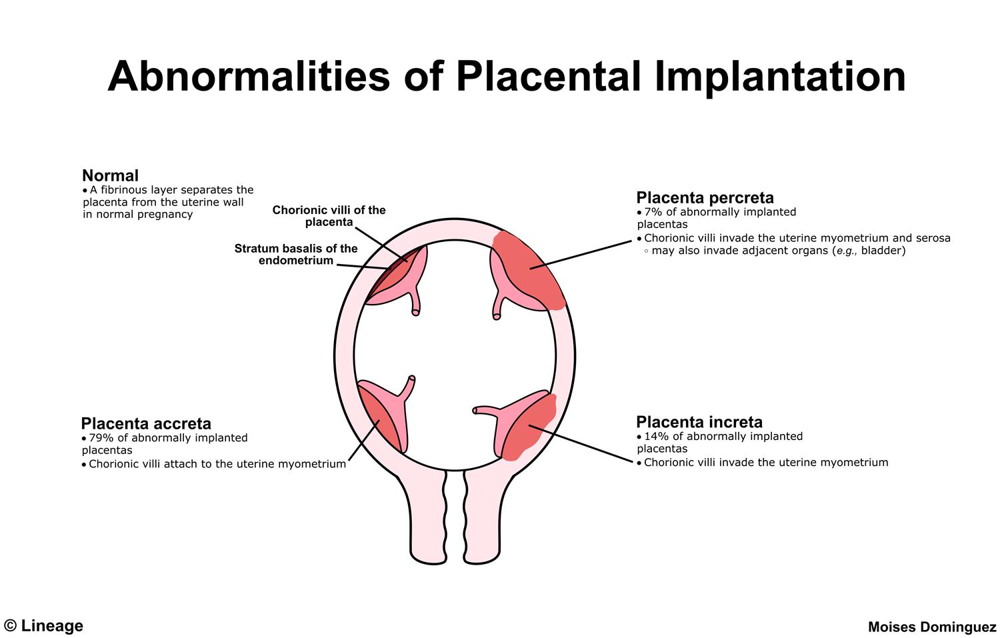 Abnormalities of Placental Implantation
Normal
• A fibrinous layer separates the
placenta from the uterine wall
in normal pregnancy
Chorionic villi of the
placenta
Stratum basalis of the
endometrium
Placenta percreta
• 7% of abnormally implanted
placentas
• Chorionic villi invade the uterine myometrium and serosa
◦ may also invade adjacent organs (e.g., bladder)
Placenta accreta
• 79% of abnormally implanted
placentas
• Chorionic villi attach to the uterine myometrium
Placenta increta
• 14% of abnormally implanted
placentas
• Chorionic villi invade the uterine myometrium
© Lineage
Moises Dominguez